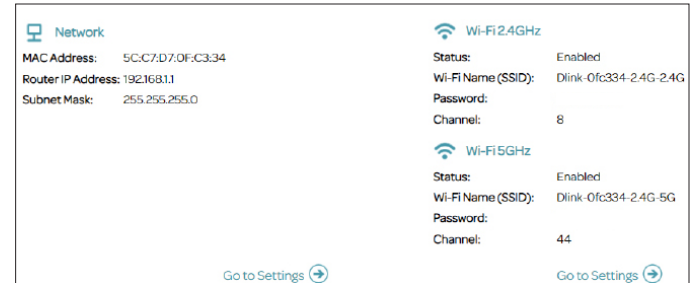 Network
MAC Address: 5C:C7:D7:0F:C3:34
Router IP Address: 192.168.1.1
Subnet Mask: 255.255.255.0
Go to Settings
Wi-Fi 2.4GHz
Status: Enabled
Wi-Fi Name (SSID): Dlink-0fc334-2.4G-2.4G
Password:
Channel: 8
Wi-Fi 5GHz
Status: Enabled
Wi-Fi Name (SSID): Dlink-0fc334-2.4G-5G
Password:
Channel: 44
Go to Settings